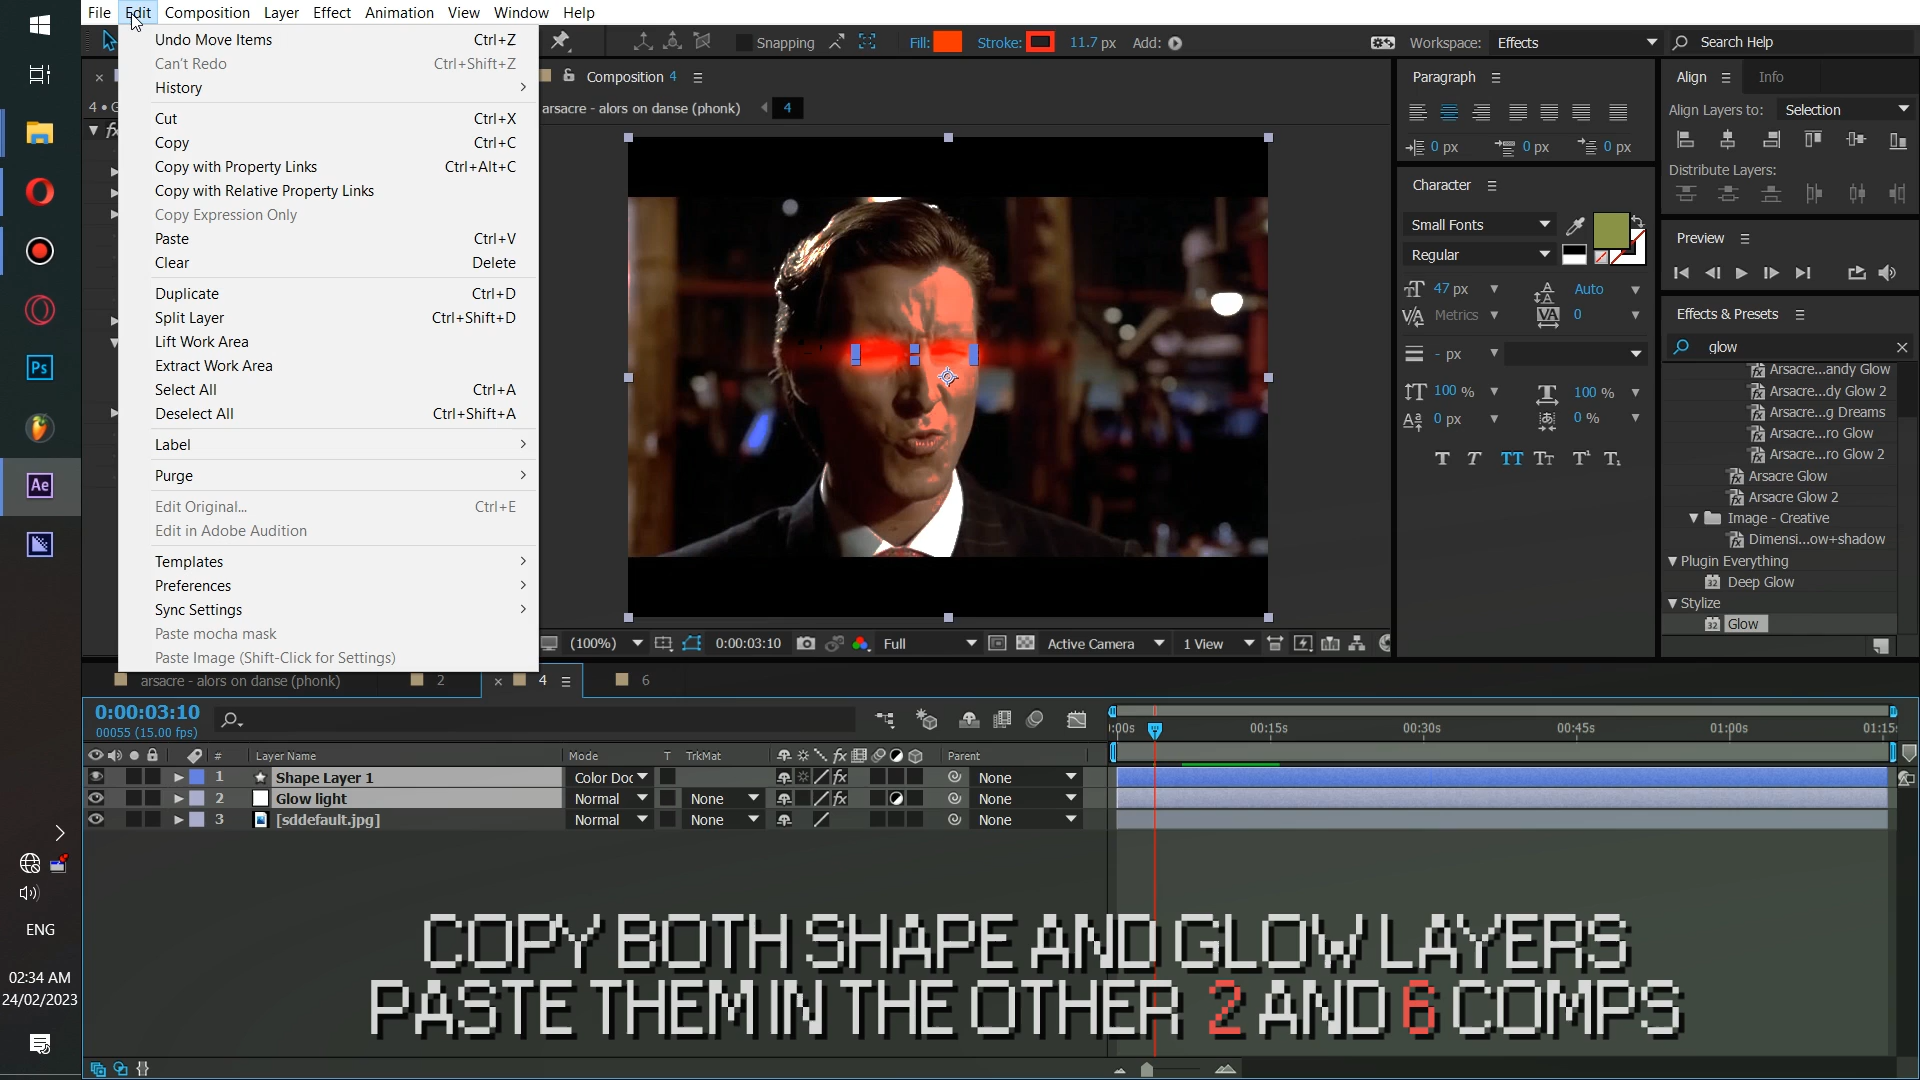 File Edit Composition Layer Effect Animation View Window Help
Undo Move Items Ctrl+Z
Can't Redo Ctrl+Shift+Z
History
Cut Ctrl+X
Copy Ctrl+C
Copy with Property Links Ctrl+Alt+C
Copy with Relative Property Links
Copy Expression Only
Paste Ctrl+V
Clear Delete
Duplicate Ctrl+D
Split Layer Ctrl+Shift+D
Lift Work Area
Extract Work Area
Select All Ctrl+A
Deselect All Ctrl+Shift+A
Label
Purge
Edit Original... Ctrl+E
Edit in Adobe Audition
Templates
Preferences
Sync Settings
Paste mocha mask
Paste Image (Shift-Click for Settings)
Snapping Fill: Stroke: 11.7 px Add: Workspace: Effects Search Help
Composition 4
arsacre - alors on danse (phonk) 4
(100%) 0:00:03:10 Full Active Camera 1 View
Paragraph
0 px 0 px 0 px
Character
Small Fonts
Regular
47 px Auto
Metrics 0
- px
100 % 100 %
0 px 0 %
Align Info
Align Layers to: Selection
Distribute Layers:
Preview
Effects & Presets
glow
Arsacre...andy Glow
Arsacre...dy Glow 2
Arsacre...g Dreams
Arsacre...ro Glow
Arsacre...ro Glow 2
Arsacre Glow
Arsacre Glow 2
Image - Creative
Dimensi...ow+shadow
Plugin Everything
Deep Glow
Stylize
Glow
Ps
Ae
ENG
02:34 AM
24/02/2023
arsacre - alors on danse (phonk) 2 4 6
0:00:03:10
00055 (15.00 fps)
:00s 00:15s 00:30s 00:45s 01:00s 01:15s
# Layer Name Mode T TrkMat fx Parent
1 Shape Layer 1 Color Doc None
2 Glow light Normal None None
3 [sddefault.jpg] Normal None None
COPY BOTH SHAPE AND GLOW LAYERS
PASTE THEM IN THE OTHER 2 AND 6 COMPS